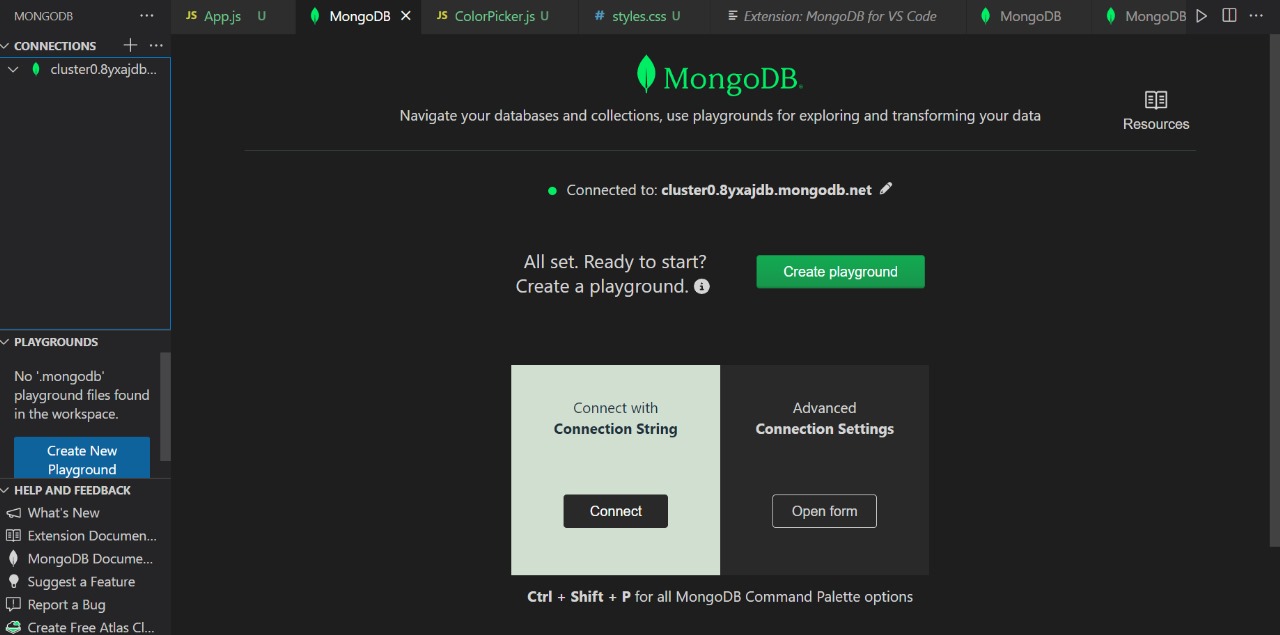 MONGODB ...
JS App.js U
MongoDB
JS ColorPicker.js U
# styles.css U
Extension: MongoDB for VS Code
MongoDB
MongoDB
CONNECTIONS
cluster0.8yxajdb...
MongoDB.
Navigate your databases and collections, use playgrounds for exploring and transforming your data
Resources
Connected to: cluster0.8yxajdb.mongodb.net
All set. Ready to start?
Create a playground.
Create playground
Connect with
Connection String
Connect
Advanced
Connection Settings
Open form
Ctrl + Shift + P for all MongoDB Command Palette options
PLAYGROUNDS
No '.mongodb'
playground files found
in the workspace.
Create New
Playground
HELP AND FEEDBACK
What's New
Extension Documen...
MongoDB Docume...
Suggest a Feature
Report a Bug
Create Free Atlas Cl...